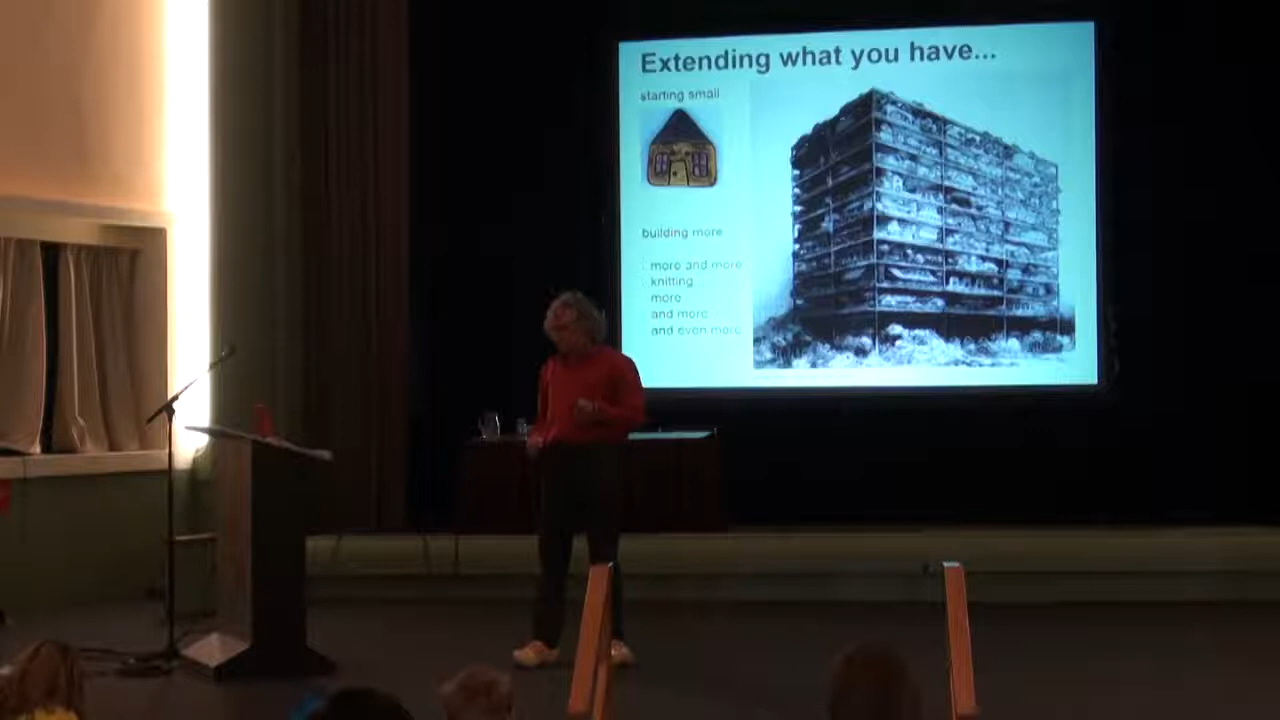 Extending what you have...
starting small
building more
. more and more
. knitting
more
and more
and even more